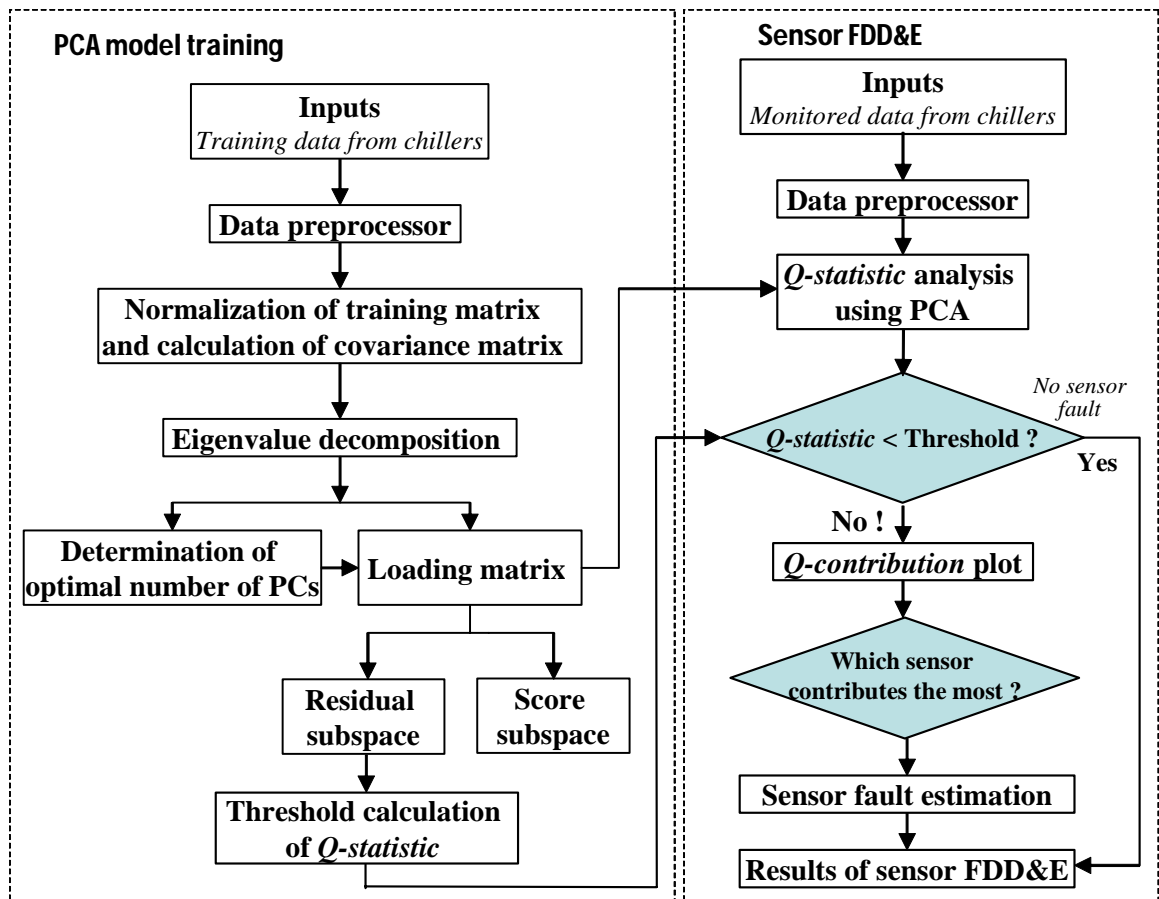 PCA model training
Inputs
Training data from chillers
Data preprocessor
Normalization of training matrix
and calculation of covariance matrix
Eigenvalue decomposition
Determination of
optimal number of PCs
Loading matrix
Residual
subspace
Score
subspace
Threshold calculation
of Q-statistic
Sensor FDD&E
Inputs
Monitored data from chillers
Data preprocessor
Q-statistic analysis
using PCA
No sensor
fault
Q-statistic < Threshold ?
Yes
No !
Q-contribution plot
Which sensor
contributes the most ?
Sensor fault estimation
Results of sensor FDD&E